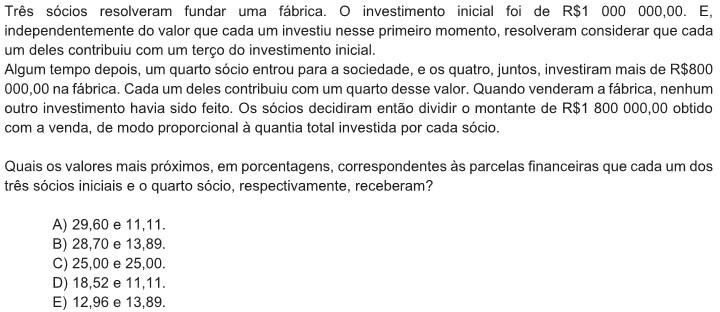 Três sócios resolveram fundar uma fábrica. O investimento inicial foi de R$1 000 000,00. E,
independentemente do valor que cada um investiu nesse primeiro momento, resolveram considerar que cada
um deles contribuiu com um terço do investimento inicial.
Algum tempo depois, um quarto sócio entrou para a sociedade, e os quatro, juntos, investiram mais de R$800
000,00 na fábrica. Cada um deles contribuiu com um quarto desse valor. Quando venderam a fábrica, nenhum
outro investimento havia sido feito. Os sócios decidiram então dividir o montante de R$1 800 000,00 obtido
com a venda, de modo proporcional à quantia total investida por cada sócio.
Quais os valores mais próximos, em porcentagens, correspondentes às parcelas financeiras que cada um dos
três sócios iniciais e o quarto sócio, respectivamente, receberam?
A) 29,60 e 11,11.
B) 28,70 e 13,89.
C) 25,00 e 25,00.
D) 18,52 e 11,11.
E) 12,96 e 13,89.